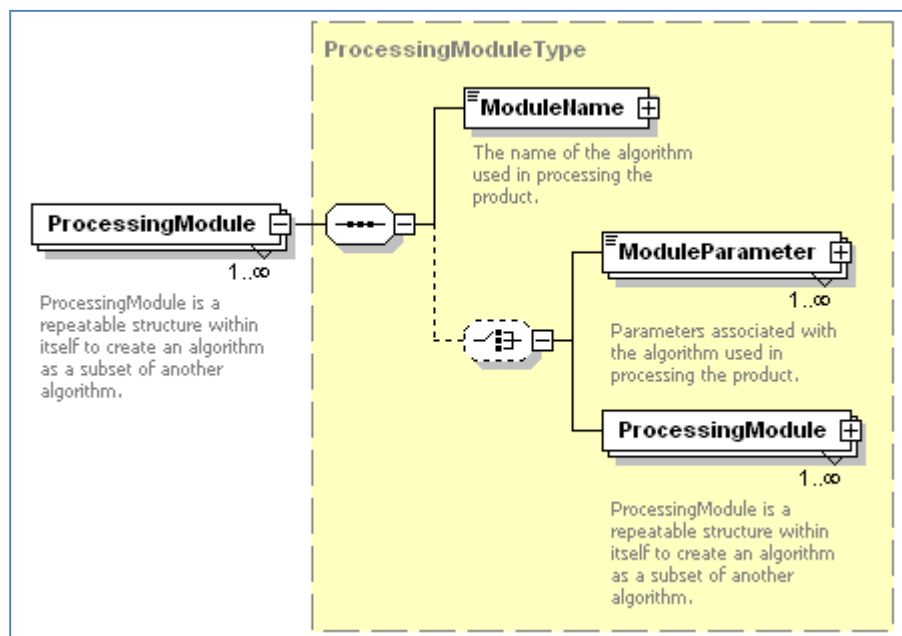 ProcessingModuleType
ModuleName
The name of the algorithm
used in processing the
product.
ProcessingModule
1..∞
ProcessingModule is a
repeatable structure within
itself to create an algorithm
as a subset of another
algorithm.
ModuleParameter
1..∞
Parameters associated with
the algorithm used in
processing the product.
ProcessingModule
1..∞
ProcessingModule is a
repeatable structure within
itself to create an algorithm
as a subset of another
algorithm.